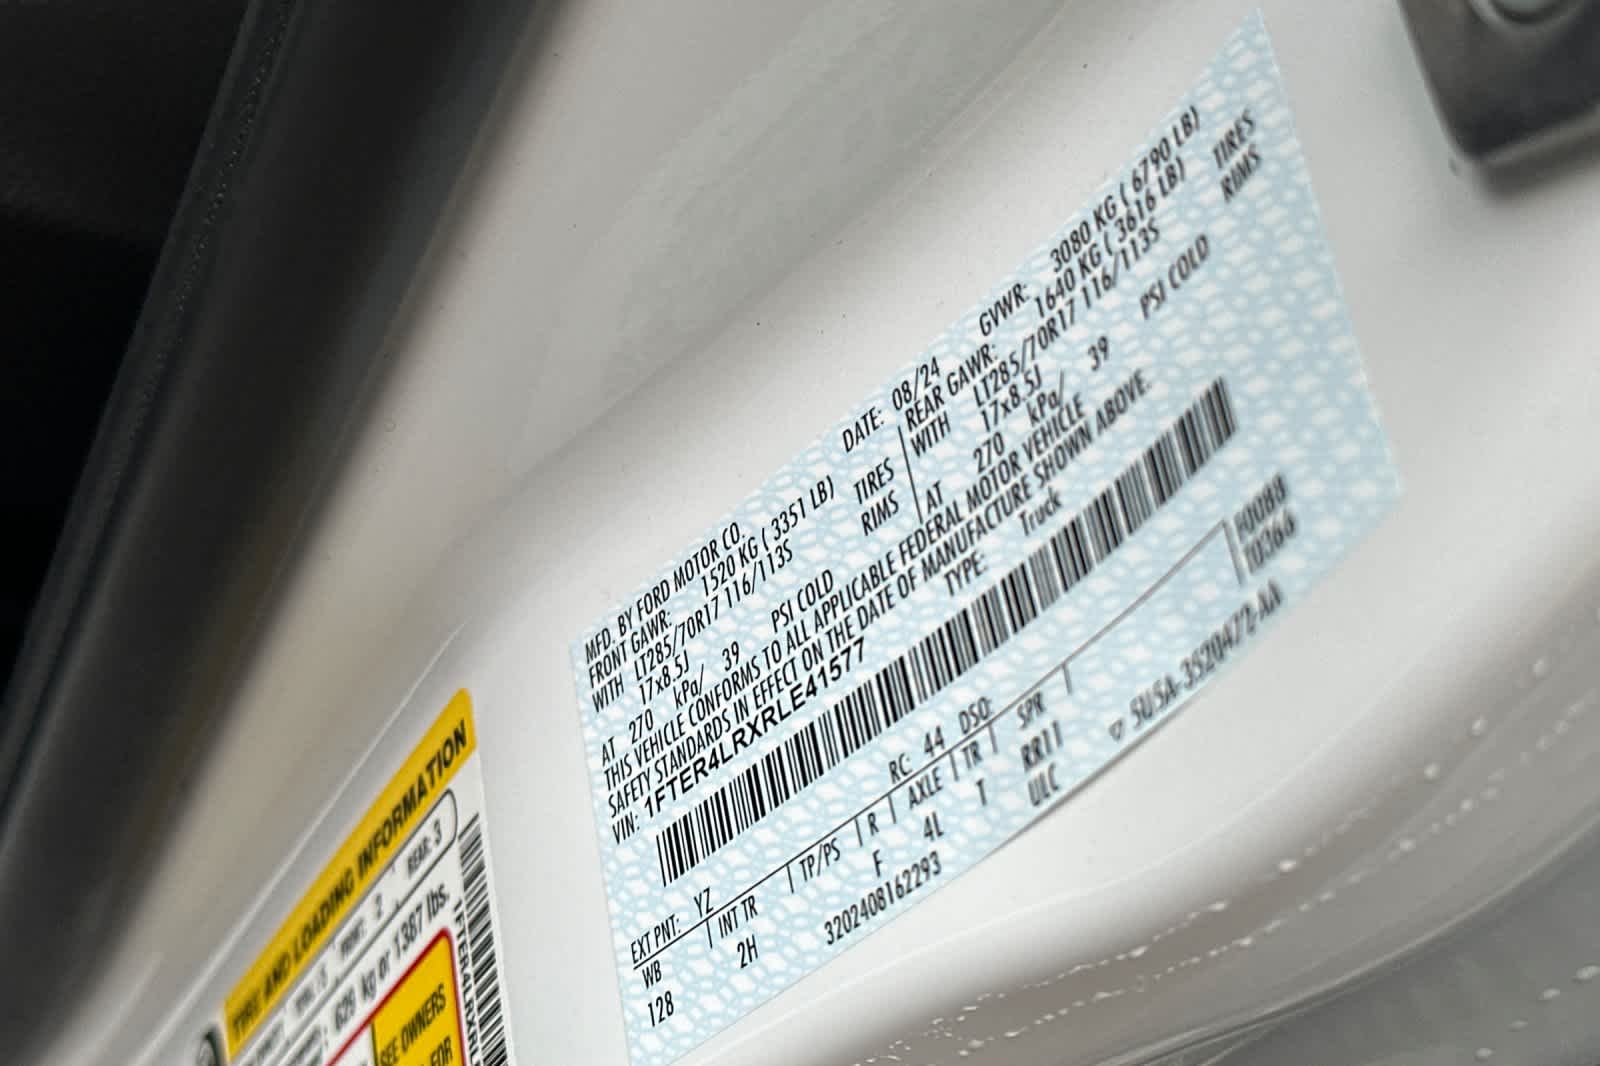 MFD. BY FORD MOTOR CO. DATE: 08/24 GVWR: 3080 KG ( 6790 LB)
FRONT GAWR: 1520 KG ( 3351 LB) REAR GAWR: 1640 KG ( 3616 LB)
WITH LT285/70R17 116/113S TIRES WITH LT285/70R17 116/113S TIRES
17x8.5J RIMS 17x8.5J RIMS
AT 270 kPa/ 39 PSI COLD AT 270 kPa/ 39 PSI COLD
THIS VEHICLE CONFORMS TO ALL APPLICABLE FEDERAL MOTOR VEHICLE
SAFETY STANDARDS IN EFFECT ON THE DATE OF MANUFACTURE SHOWN ABOVE.
VIN: 1FTER4LRXRLE41577 TYPE: Truck
EXT PNT: YZ RC: 44 DSO: F0088
WB INT TR TP/PS R AXLE TR SPR T0366
128 2H F 4L T RR11
ULC
3202408162293 SU5A-3520472-AA
TIRE AND LOADING INFORMATION
FRONT: 2 REAR: 3
629 kg or 1387 lbs.
SEE OWNERS
FOR